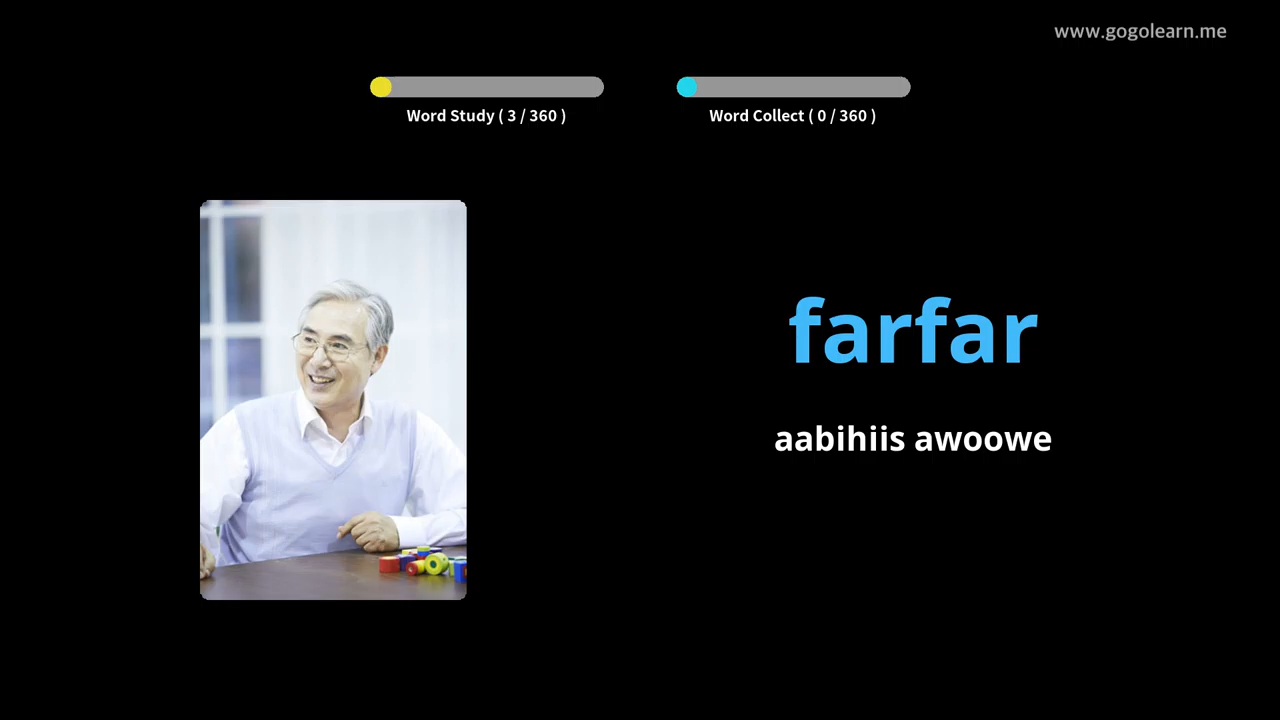 www.gogolearn.me
Word Study ( 3 / 360 )
Word Collect ( 0 / 360 )
farfar
aabihiis awoowe